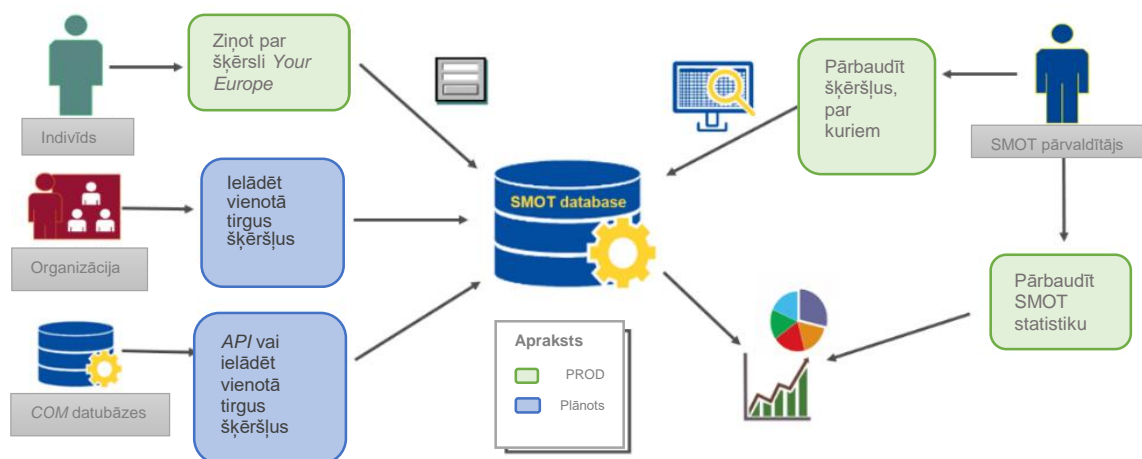 Ziņot par
šķērsli Your
Europe
Indivīds
Ielādēt
vienotā
tirgus
šķēršļus
Organizācija
API vai
ielādēt
vienotā
tirgus
šķēršļus
COM datubāzes
SMOT database
Apraksts
PROD
Plānots
Pārbaudīt
šķēršļus,
par
kuriem
SMOT pārvaldītājs
Pārbaudīt
SMOT
statistiku